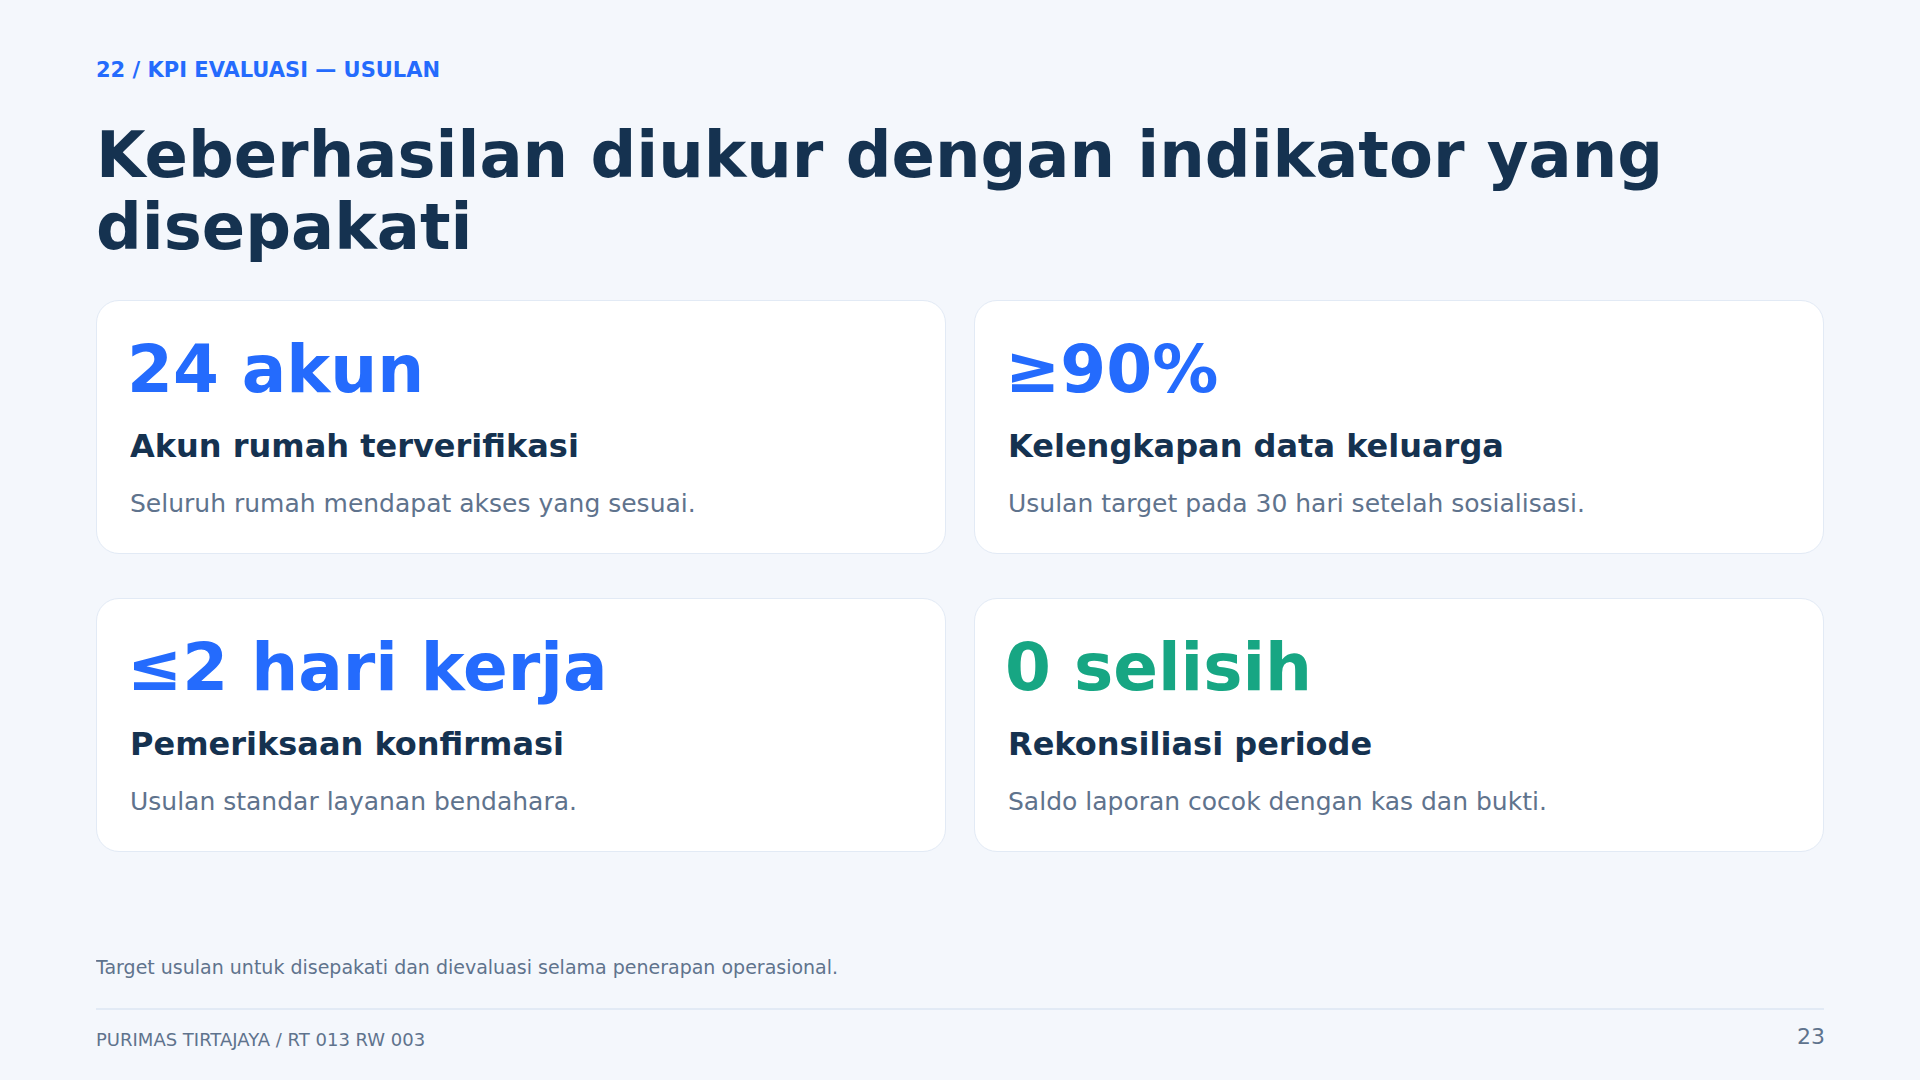 22 / KPI EVALUASI — USULAN
Keberhasilan diukur dengan indikator yang
disepakati
24 akun
Akun rumah terverifikasi
Seluruh rumah mendapat akses yang sesuai.
≥90%
Kelengkapan data keluarga
Usulan target pada 30 hari setelah sosialisasi.
≤2 hari kerja
Pemeriksaan konfirmasi
Usulan standar layanan bendahara.
0 selisih
Rekonsiliasi periode
Saldo laporan cocok dengan kas dan bukti.
Target usulan untuk disepakati dan dievaluasi selama penerapan operasional.
PURIMAS TIRTAJAYA / RT 013 RW 003
23